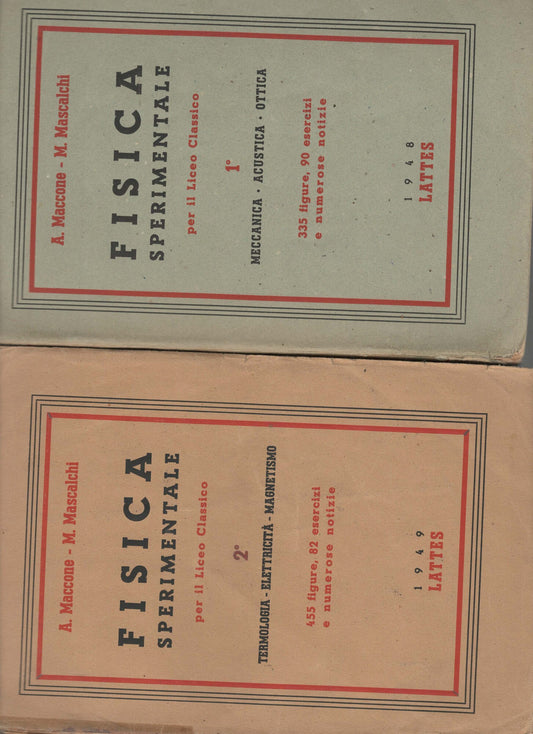 A. Maccone - M. Mascalchi
FISICA
SPERIMENTALE
per il Liceo Classico
1°
MECCANICA · ACUSTICA · OTTICA
335 figure, 90 esercizi
e numerose notizie
1948
LATTES
A. Maccone - M. Mascalchi
FISICA
SPERIMENTALE
per il Liceo Classico
2°
TERMOLOGIA - ELETTRICITÀ - MAGNETISMO
455 figure, 82 esercizi
e numerose notizie
1949
LATTES